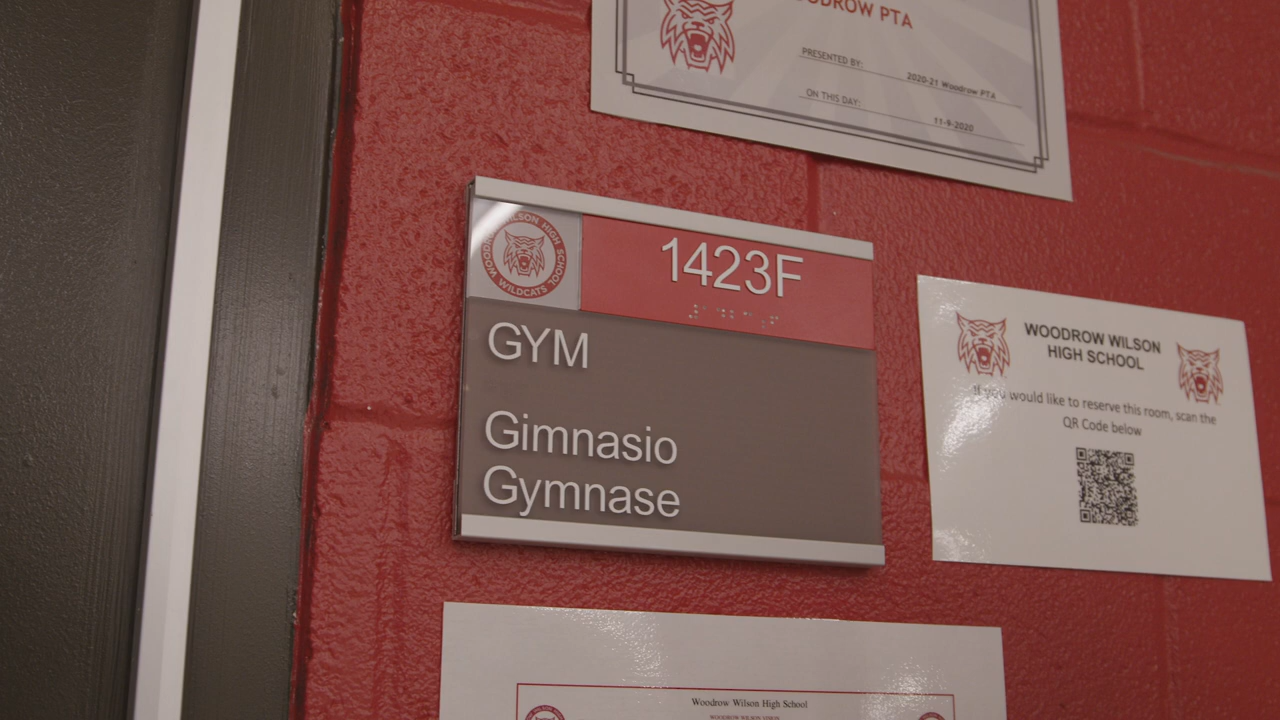 WOODROW PTA
PRESENTED BY:
2020-21 Woodrow PTA
ON THIS DAY:
11-9-2020
WOODROW WILSON HIGH SCHOOL
WILDCATS
1423F
GYM
Gimnasio
Gymnase
WOODROW WILSON
HIGH SCHOOL
If you would like to reserve this room, scan the
QR Code below
Woodrow Wilson High School